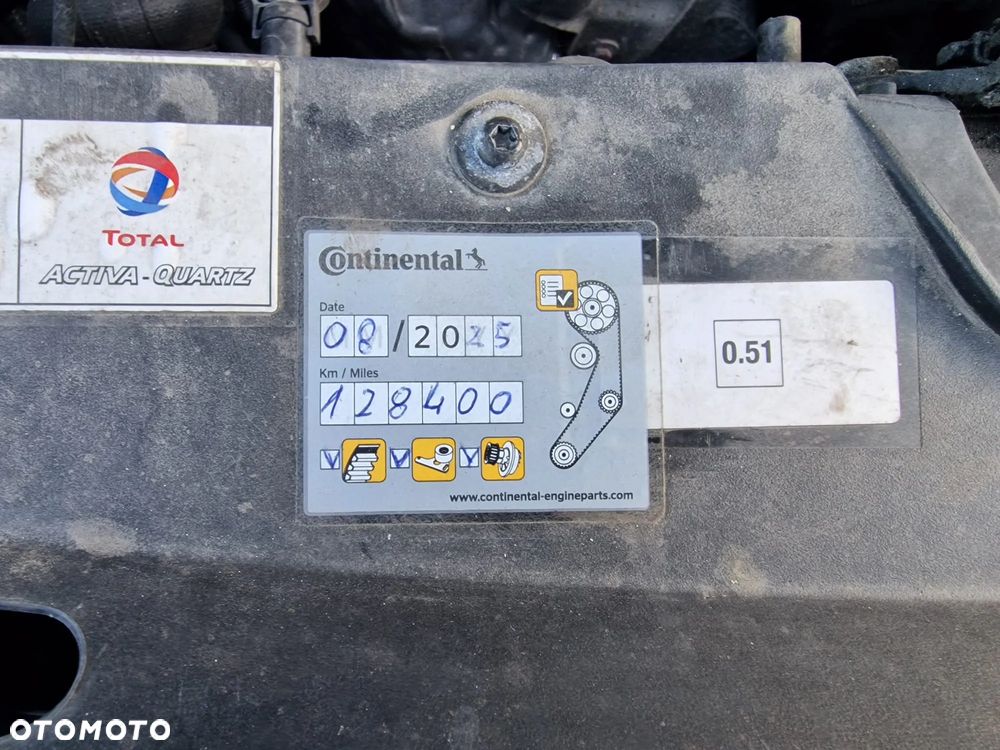 TOTAL
ACTIVA-QUARTZ
Continental
Date
08/2025
Km / Miles
128400
www.continental-engineparts.com
0.51
OTOMOTO